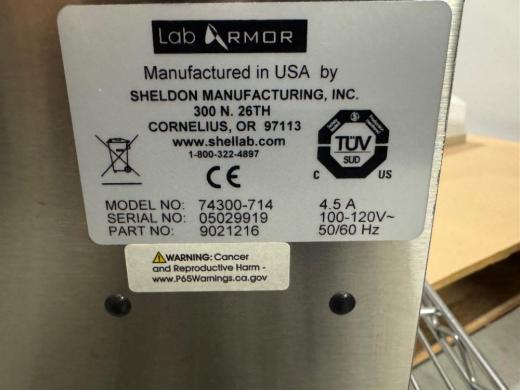 Lab ARMOR
Manufactured in USA by
SHELDON MANUFACTURING, INC.
300 N. 26TH
CORNELIUS, OR 97113
www.shellab.com
1-800-322-4897
CE
TÜV
SUD
C US
MODEL NO: 74300-714 4.5 A
SERIAL NO: 05029919 100-120V~
PART NO: 9021216 50/60 Hz
WARNING: Cancer
and Reproductive Harm -
www.P65Warnings.ca.gov